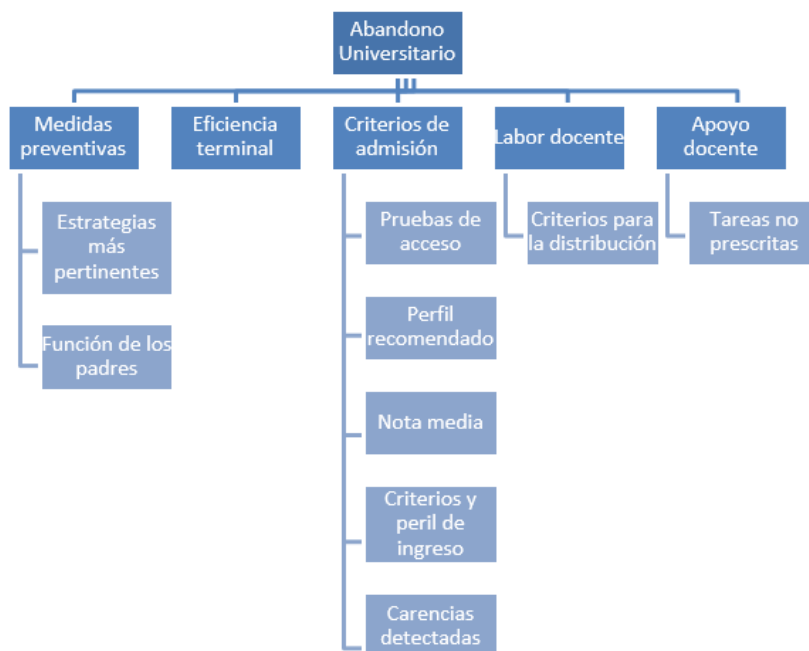 Abandono
Universitario
Medidas
preventivas
Eficiencia
terminal
Criterios de
admisión
Labor docente
Apoyo
docente
Estrategias
más
pertinentes
Función de los
padres
Pruebas de
acceso
Perfil
recomendado
Nota media
Criterios y
peril de
ingreso
Carencias
detectadas
Criterios para
la distribución
Tareas no
prescritas